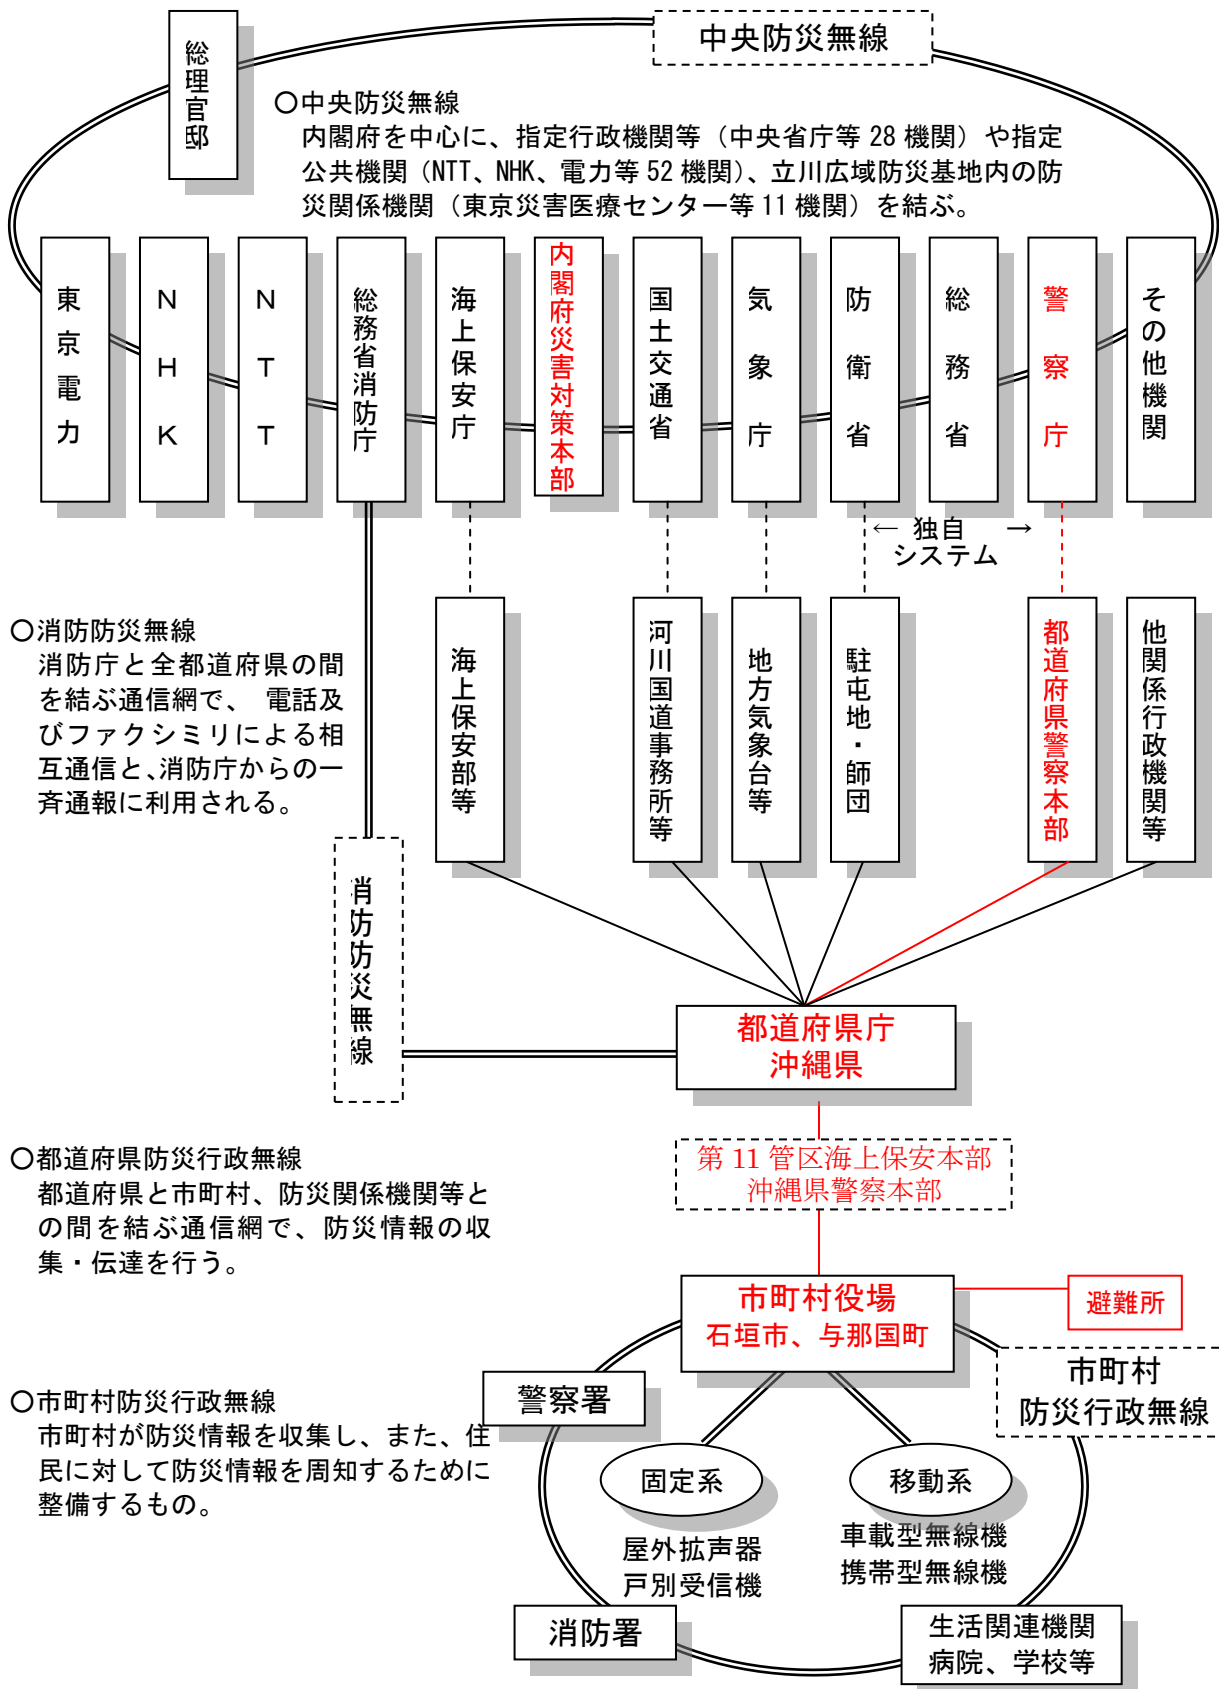 中央防災無線
総理官邸
〇中央防災無線
内閣府を中心に、指定行政機関等（中央省庁等 28 機関）や指定
公共機関（NTT、NHK、電力等 52 機関）、立川広域防災基地内の防
災関係機関（東京災害医療センター等 11 機関）を結ぶ。
東京電力
ＮＨＫ
ＮＴＴ
総務省消防庁
海上保安庁
内閣府災害対策本部
国土交通省
気象庁
防衛省
総務省
警察庁
その他機関
← 独自 →
システム
〇消防防災無線
消防庁と全都道府県の間
を結ぶ通信網で、 電話及
びファクシミリによる相
互通信と、消防庁からの一
斉通報に利用される。
海上保安部等
河川国道事務所等
地方気象台等
駐屯地・師団
都道府県警察本部
他関係行政機関等
消防防災無線
都道府県庁
沖縄県
第 11 管区海上保安本部
沖縄県警察本部
〇都道府県防災行政無線
都道府県と市町村、防災関係機関等と
の間を結ぶ通信網で、防災情報の収
集・伝達を行う。
市町村役場
石垣市、与那国町
避難所
市町村
防災行政無線
警察署
〇市町村防災行政無線
市町村が防災情報を収集し、また、住
民に対して防災情報を周知するために
整備するもの。
固定系
移動系
屋外拡声器
戸別受信機
車載型無線機
携帯型無線機
消防署
生活関連機関
病院、学校等